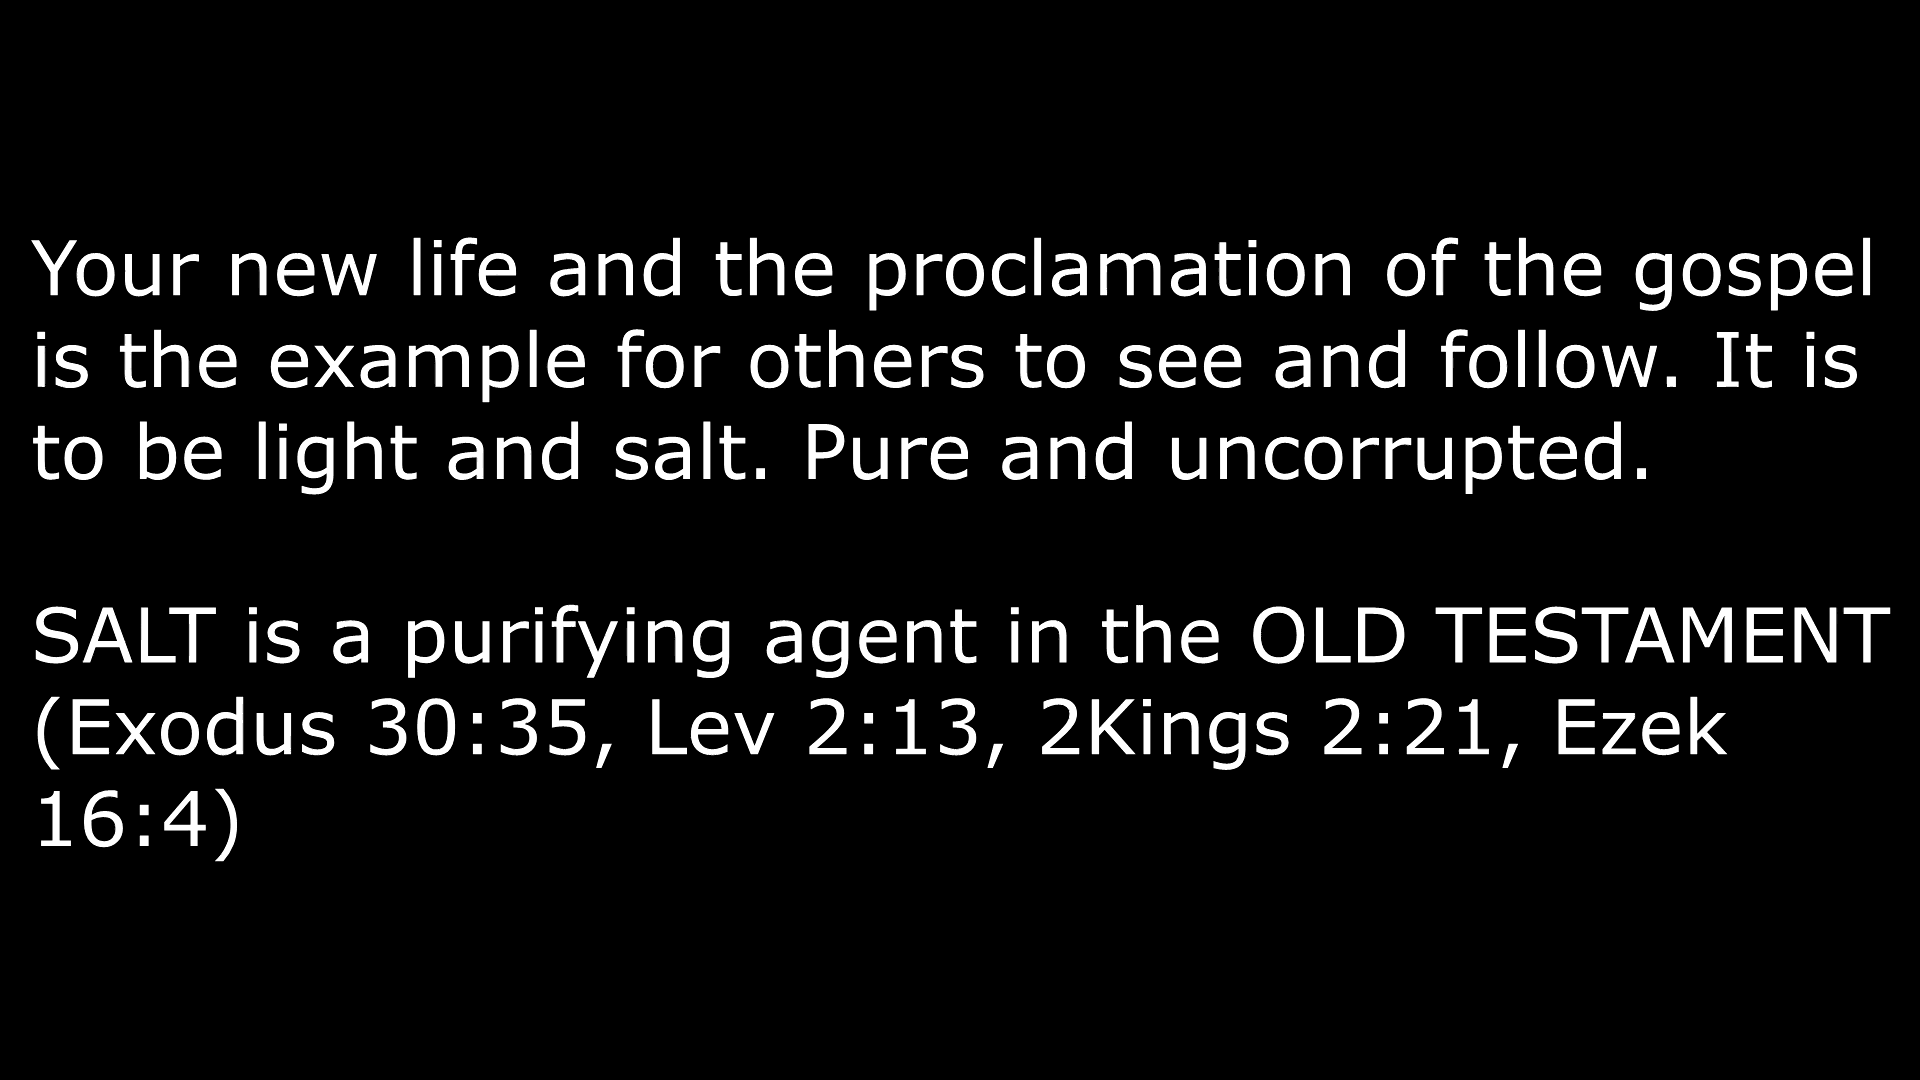 Your new life and the proclamation of the gospel
is the example for others to see and follow. It is
to be light and salt. Pure and uncorrupted.
SALT is a purifying agent in the OLD TESTAMENT
(Exodus 30:35, Lev 2:13, 2Kings 2:21, Ezek
16:4)